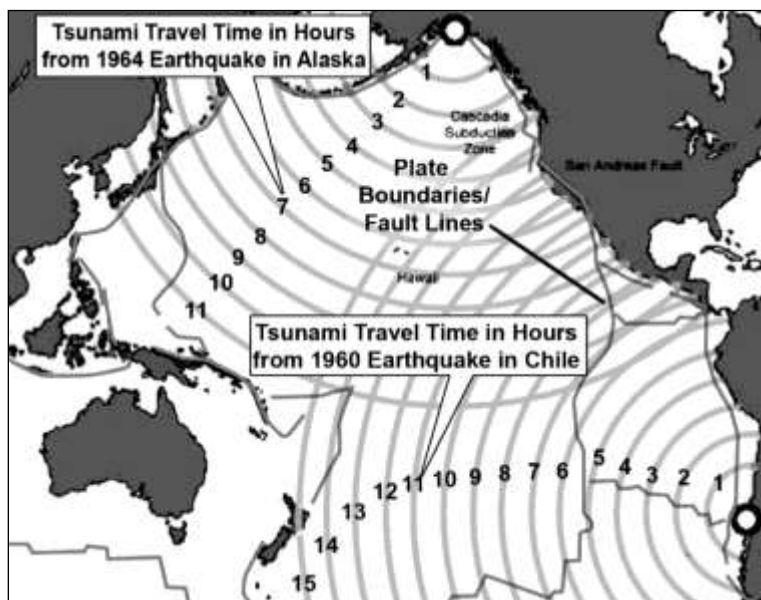 Tsunami Travel Time in Hours
from 1964 Earthquake in Alaska
1
2
3
4
5
6
7
8
9
10
11
Cascadia
Subduction
Zone
San Andreas Fault
Plate
Boundaries/
Fault Lines
Hawaii
Tsunami Travel Time in Hours
from 1960 Earthquake in Chile
15
14
13
12
11
10
9
8
7
6
5
4
3
2
1